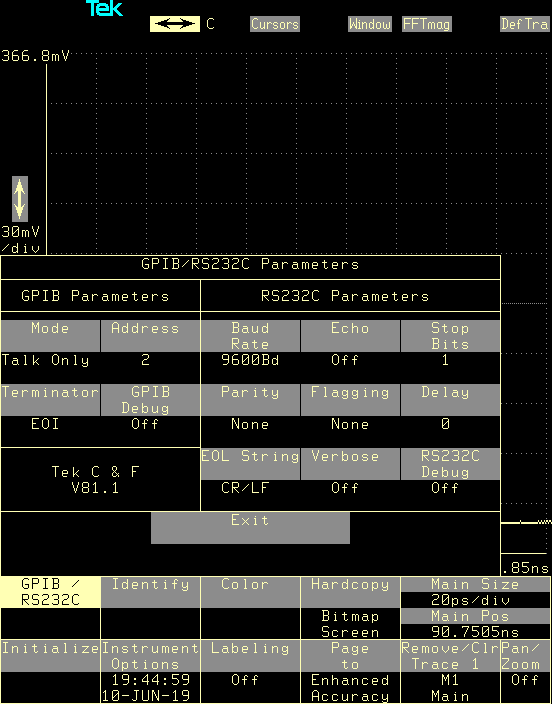 Tek
C Cursors Window FFTmag DefTra
366.8mV
30mV
/div
GPIB/RS232C Parameters
GPIB Parameters RS232C Parameters
Mode Address Baud Rate Echo Stop Bits
Talk Only 2 9600Bd Off 1
Terminator GPIB Debug Parity Flagging Delay
EOI Off None None 0
EOL String Verbose RS232C Debug
Tek C & F
V81.1
CR/LF Off Off
Exit
.85ns
GPIB / RS232C Identify Color Hardcopy Main Size
20ps/div
Bitmap Screen Main Pos
90.7505ns
Initialize Instrument Options Labeling Page to Remove/Clr Trace 1 Pan/ Zoom
19:44:59 Off Enhanced M1 Off
10-JUN-19 Accuracy Main